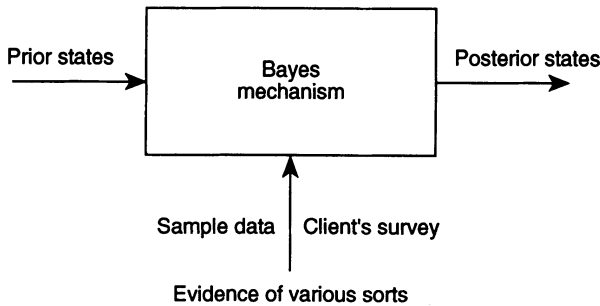 Prior states
Bayes
mechanism
Posterior states
Sample data
Client's survey
Evidence of various sorts